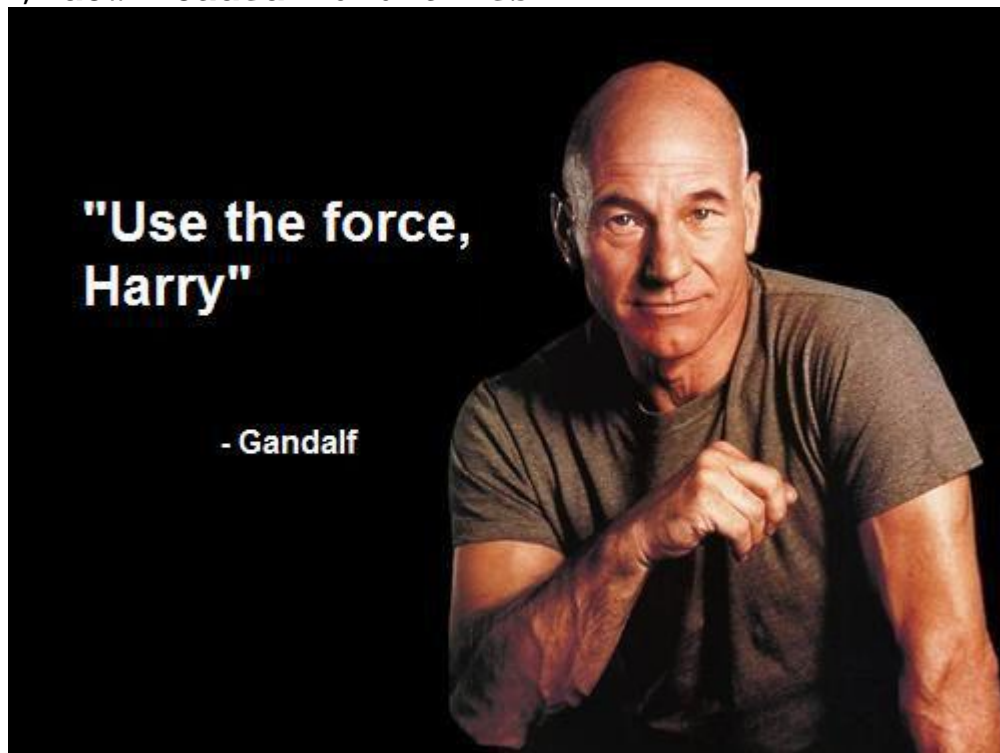 "Use the force,
Harry"
- Gandalf